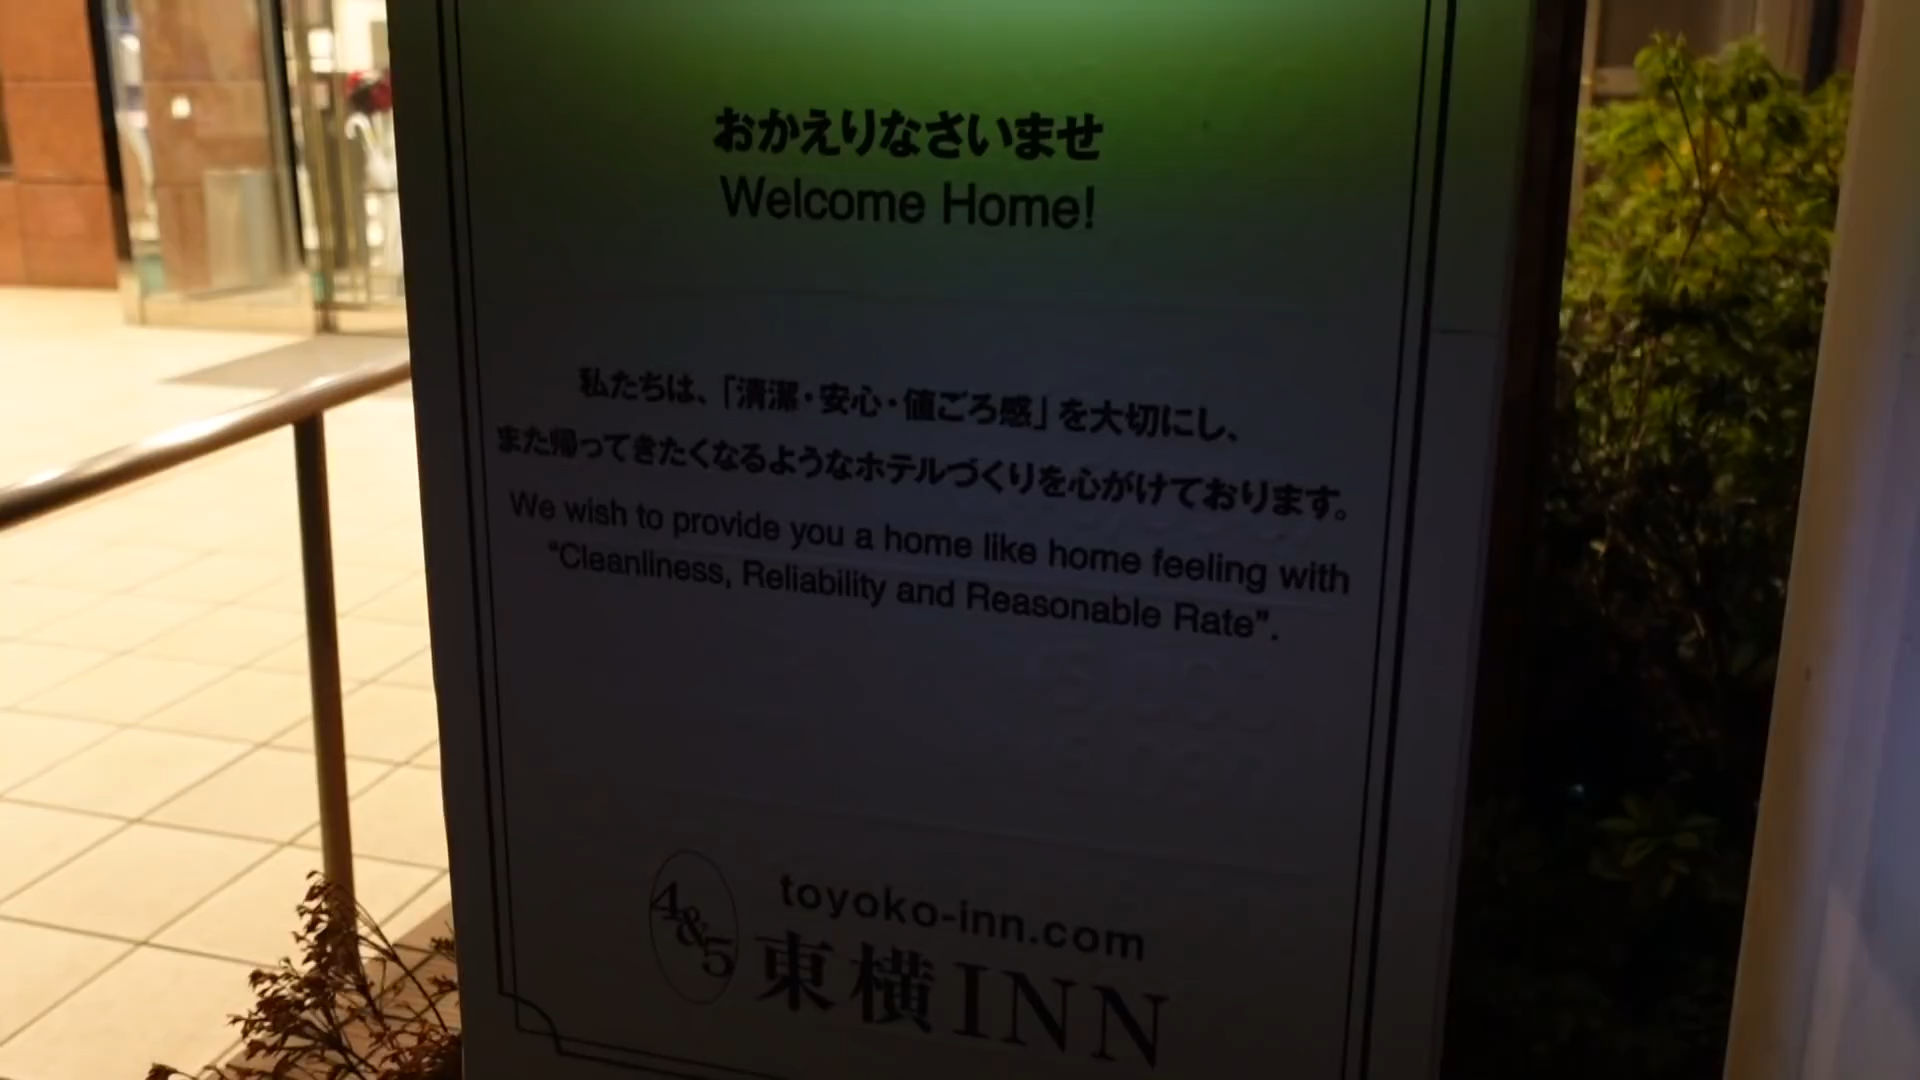 おかえりなさいませ
Welcome Home!
私たちは、「清潔・安心・値ごろ感」を大切にし、
また帰ってきたくなるようなホテルづくりを心がけております。
We wish to provide you a home like home feeling with
“Cleanliness, Reliability and Reasonable Rate”.
4&5
toyoko-inn.com
東横INN